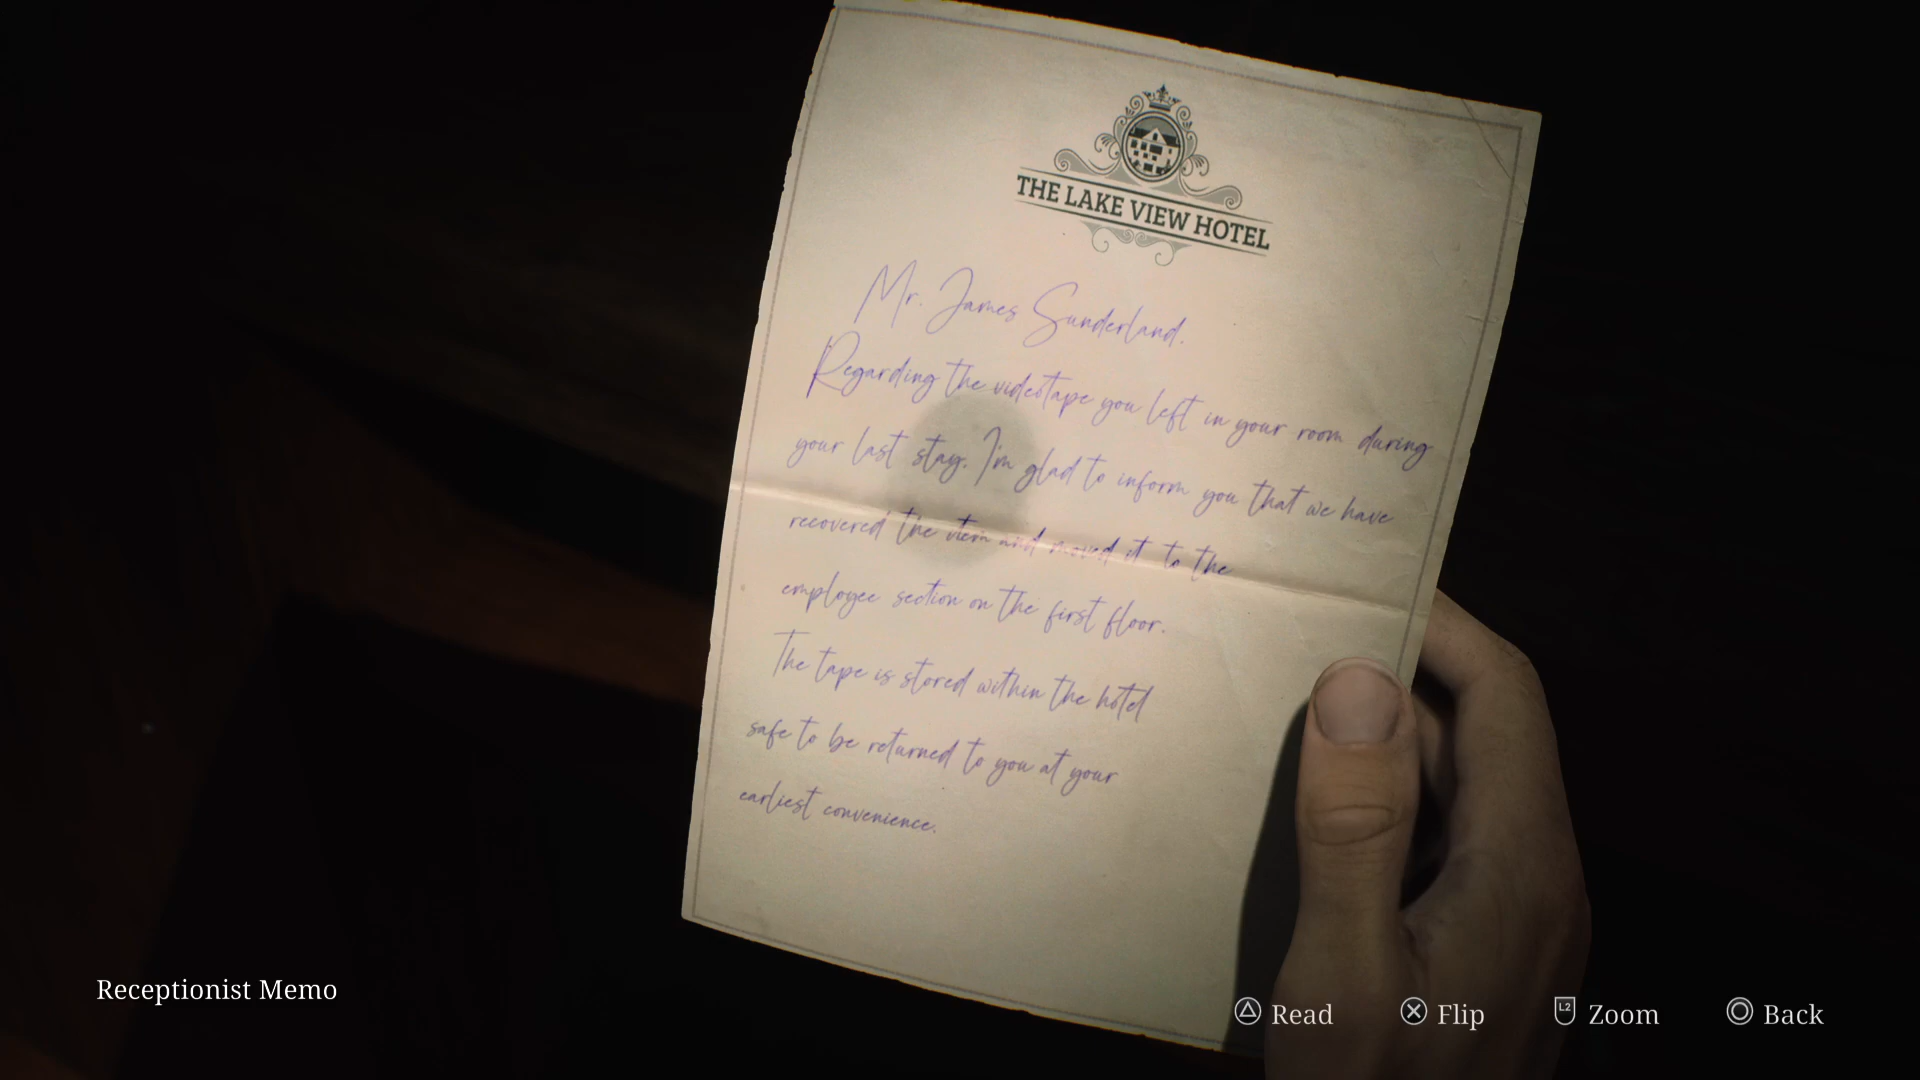 THE LAKE VIEW HOTEL
Mr. James Sunderland.
Regarding the videotape you left in your room during
your last stay. I'm glad to inform you that we have
recovered the item and moved it to the
employee section on the first floor.
The tape is stored within the hotel
safe to be returned to you at your
earliest convenience.
Receptionist Memo
Read
Flip
L2 Zoom
Back